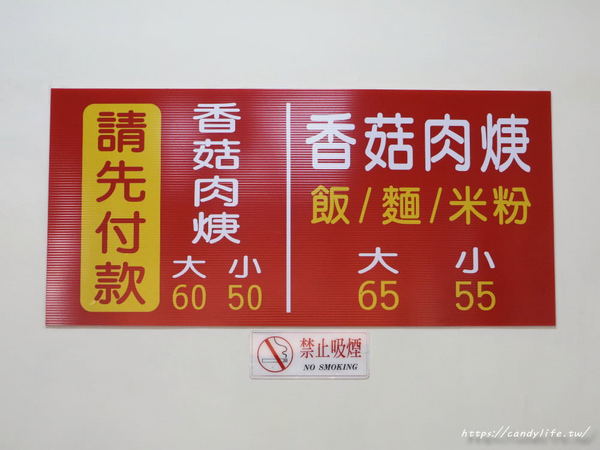 請先付款
香菇肉焿
大 小
60 50
香菇肉焿
飯/麵/米粉
大 小
65 55
禁止吸煙
NO SMOKING
https://candylife.tw/